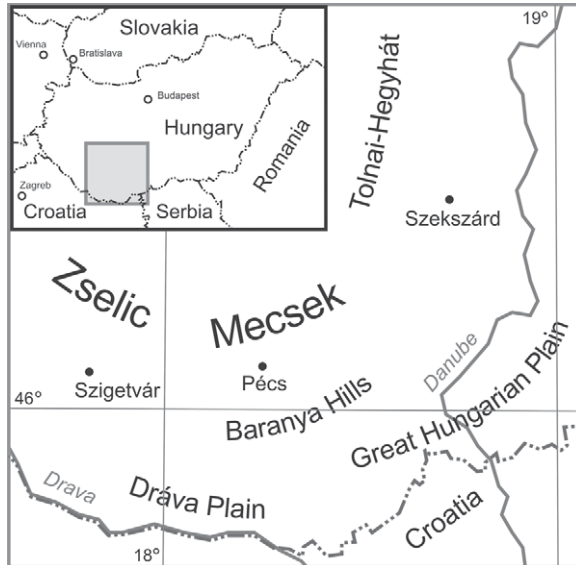 Slovakia
Vienna
Bratislava
Budapest
Hungary
Romania
Zagreb
Croatia
Serbia
19°
Tolnai-Hegyhát
Szekszárd
Zselic
Mecsek
Szigetvár
Pécs
Danube
46°
Baranya Hills
Great Hungarian Plain
Drava
Dráva Plain
Croatia
18°